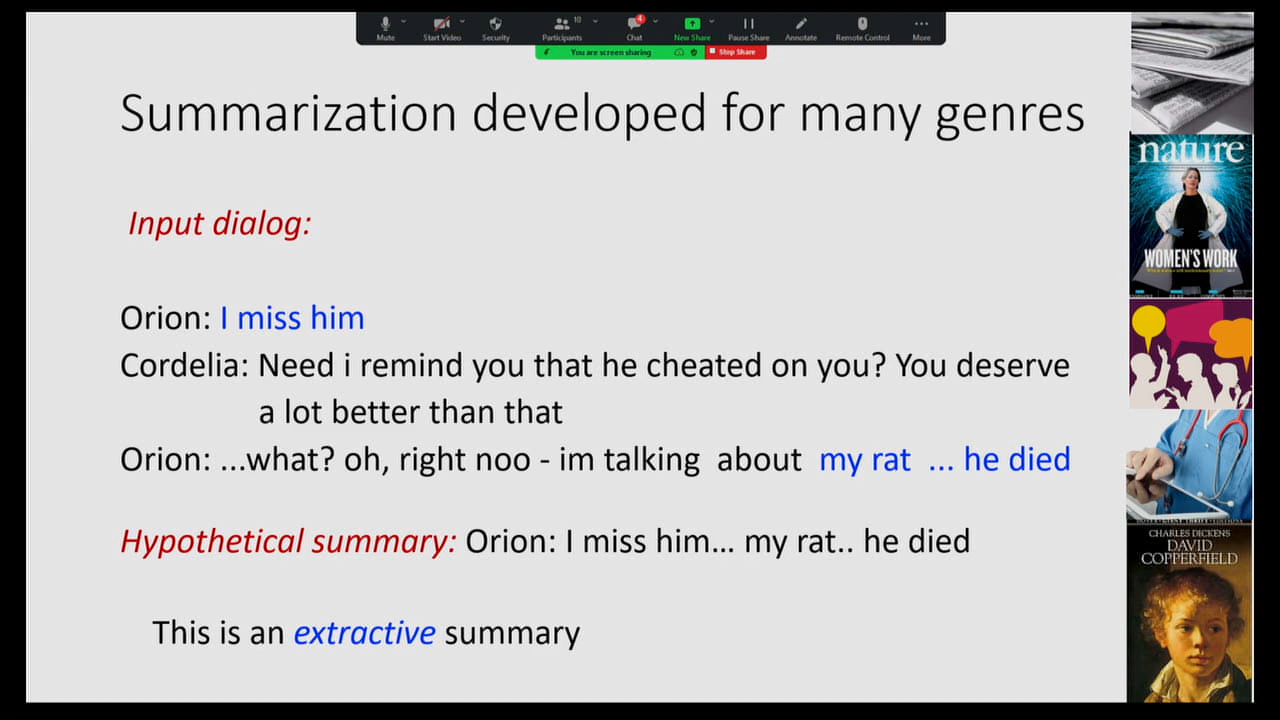 Mute
Start Video
Security
Participants
10
Chat
4
New Share
Pause Share
Annotate
Remote Control
More
You are screen sharing
Stop Share
Summarization developed for many genres
Input dialog:
Orion: I miss him
Cordelia: Need i remind you that he cheated on you? You deserve
a lot better than that
Orion: ...what? oh, right noo - im talking about my rat ... he died
Hypothetical summary: Orion: I miss him... my rat.. he died
This is an extractive summary
nature
WOMEN'S WORK
CHARLES DICKENS
DAVID
COPPERFIELD